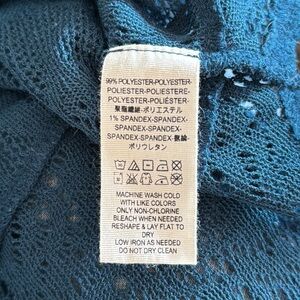 99% POLYESTER-POLYESTER-
POLIESTER-POLIESTERE-
POLYESTER-POLIÉSTER-
聚酯纖維-ポリエステル
1% SPANDEX-SPANDEX-
SPANDEX-SPANDEX-
SPANDEX-SPANDEX-氨綸-
ポリウレタン
MACHINE WASH COLD
WITH LIKE COLORS
ONLY NON-CHLORINE
BLEACH WHEN NEEDED
RESHAPE & LAY FLAT TO
DRY
LOW IRON AS NEEDED
DO NOT DRY CLEAN